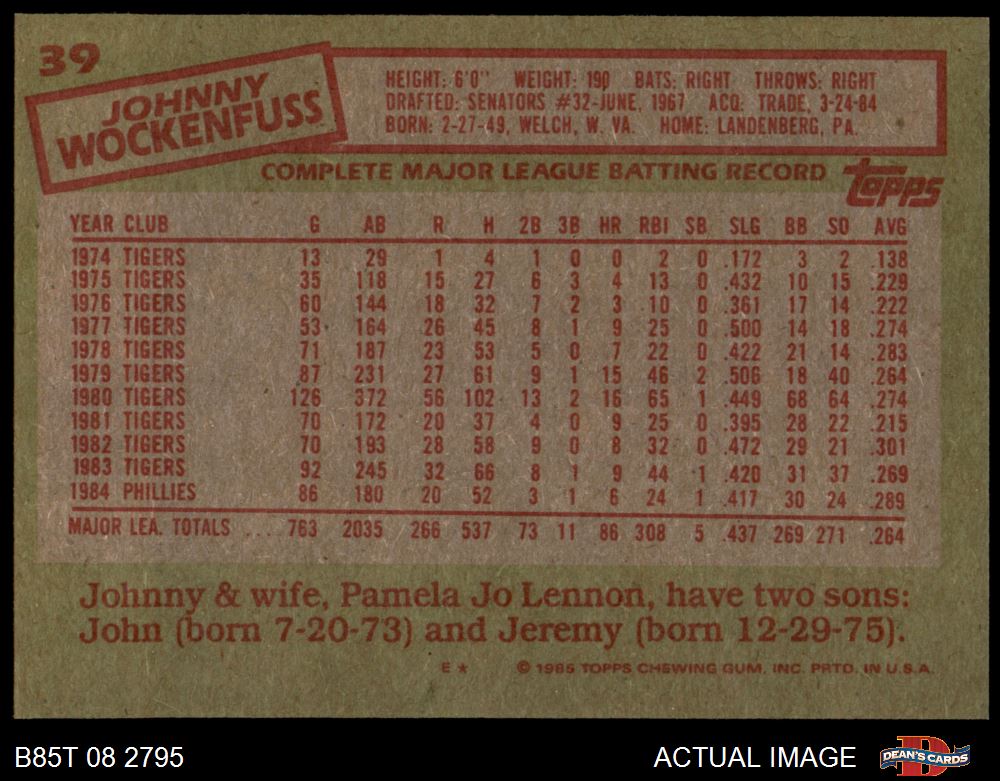 39
JOHNNY
WOCKENFUSS
HEIGHT: 6'0" WEIGHT: 190 BATS: RIGHT THROWS: RIGHT
DRAFTED: SENATORS #32-JUNE, 1967 ACQ: TRADE, 3-24-84
BORN: 2-27-49, WELCH, W. VA. HOME: LANDENBERG, PA.
COMPLETE MAJOR LEAGUE BATTING RECORD
Topps
YEAR CLUB G AB R H 2B 3B HR RBI SB SLG BB SO AVG
1974 TIGERS 13 29 1 4 1 0 0 2 0 .172 3 2 .138
1975 TIGERS 35 118 15 27 6 3 4 13 0 .432 10 15 .229
1976 TIGERS 60 144 18 32 7 2 3 10 0 .361 17 14 .222
1977 TIGERS 53 164 26 45 8 1 9 25 0 .500 14 18 .274
1978 TIGERS 71 187 23 53 5 0 7 22 0 .422 21 14 .283
1979 TIGERS 87 231 27 61 9 1 15 46 2 .506 18 40 .264
1980 TIGERS 126 372 56 102 13 2 16 65 1 .449 68 64 .274
1981 TIGERS 70 172 20 37 4 0 9 25 0 .395 28 22 .215
1982 TIGERS 70 193 28 58 9 0 8 32 0 .472 29 21 .301
1983 TIGERS 92 245 32 66 8 1 9 44 1 .420 31 37 .269
1984 PHILLIES 86 180 20 52 3 1 6 24 1 .417 30 24 .289
MAJOR LEA. TOTALS .... 763 2035 266 537 73 11 86 308 5 .437 269 271 .264
Johnny & wife, Pamela Jo Lennon, have two sons:
John (born 7-20-73) and Jeremy (born 12-29-75).
E * © 1985 TOPPS CHEWING GUM, INC. PRTD. IN U.S.A.
B85T 08 2795 ACTUAL IMAGE
D
DEAN'S CARDS